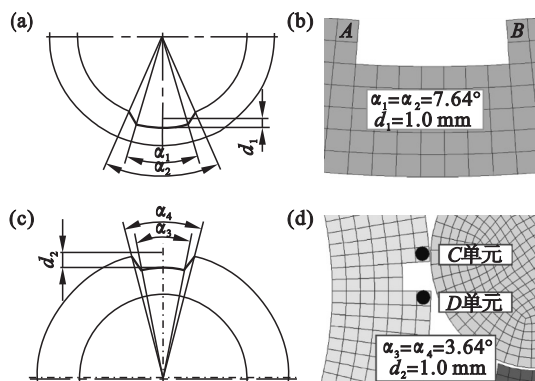 (a)
α₁
α₂
d₁
(b)
A
B
α₁=α₂=7.64°
d₁=1.0 mm
(c)
α₄
α₃
d₂
(d)
C单元
D单元
α₃=α₄=3.64°
d₂=1.0 mm